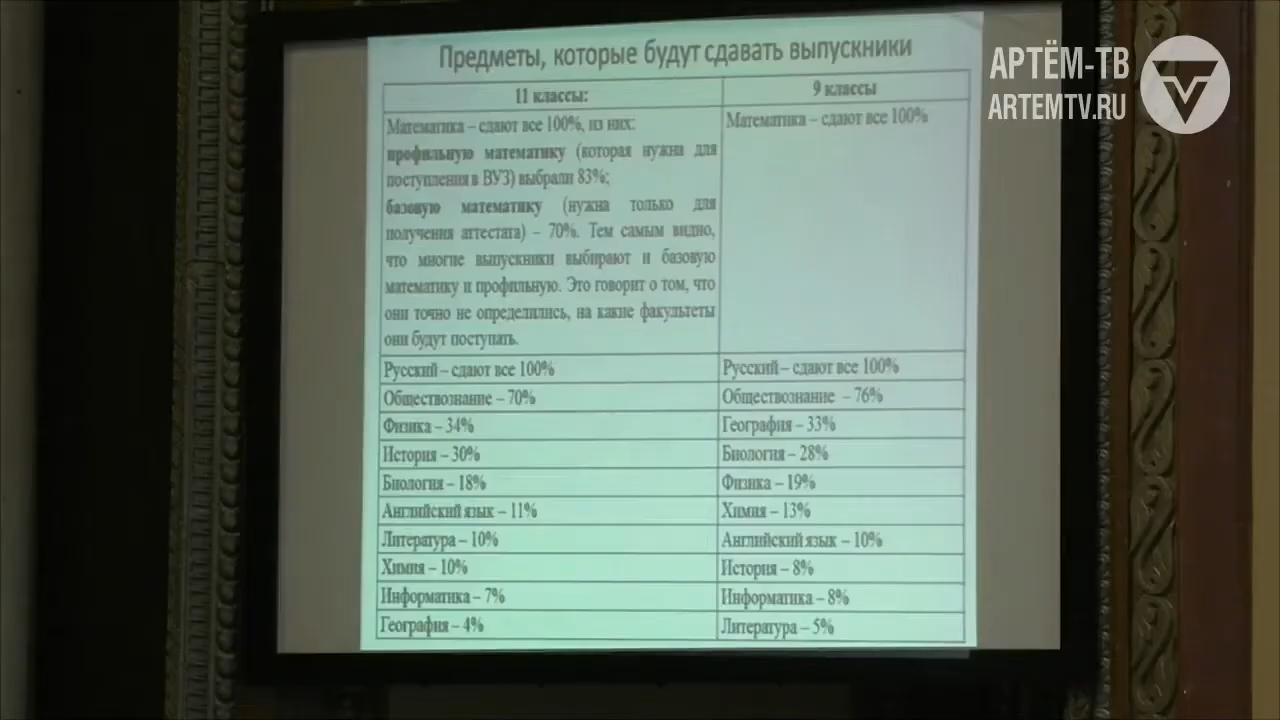 Предметы, которые будут сдавать выпускники
АРТЁМ-ТВ
ARTEMTV.RU
11 классы:
9 классы
Математика – сдают все 100%, из них:
профильную математику (которая нужна для
поступления в ВУЗ) выбрали 83%;
базовую математику (нужна только для
получения аттестата) – 70%. Тем самым видно,
что многие выпускники выбирают и базовую
математику и профильную. Это говорит о том, что
они точно не определились, на какие факультеты
они будут поступать.
Математика – сдают все 100%
Русский – сдают все 100%
Русский – сдают все 100%
Обществознание – 70%
Обществознание – 76%
Физика – 34%
География – 33%
История – 30%
Биология – 28%
Биология – 18%
Физика – 19%
Английский язык – 11%
Химия – 13%
Литература – 10%
Английский язык – 10%
Химия – 10%
История – 8%
Информатика – 7%
Информатика – 8%
География – 4%
Литература – 5%